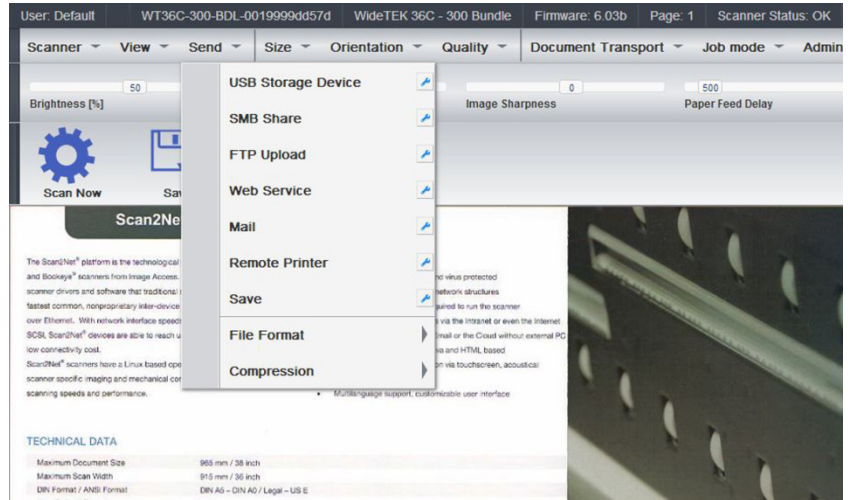 User: Default WT36C-300-BDL-0019999dd57d WideTEK 36C - 300 Bundle Firmware: 6.03b Page: 1 Scanner Status: OK
Scanner View Send Size Orientation Quality Document Transport Job mode Admin
50 0 500
Brightness [%] Image Sharpness Paper Feed Delay
USB Storage Device
SMB Share
FTP Upload
Web Service
Mail
Remote Printer
Save
File Format
Compression
Scan Now
Scan2Ne
The Scan2Net® platform is the technological
and Bookeye® scanners from Image Access.
scanner drivers and software that traditional
fastest common, nonproprietary inter-device
over Ethernet. With network interface speeds
SCSI, Scan2Net® devices are able to reach u
low connectivity cost.
Scan2Net® scanners have a Linux based ope
scanner specific imaging and mechanical con
scanning speeds and performance.
nd virus protected
network structures
quired to run the scanner
s via the Intranet or even the Internet
mail or the Cloud without external PC
va and HTML based
on via touchscreen, acoustical
• Multilanguage support, customizable user interface
TECHNICAL DATA
Maximum Document Size 965 mm / 38 inch
Maximum Scan Width 915 mm / 36 inch
DIN Format / ANSI Format DIN A5 – DIN A0 / Legal – US E